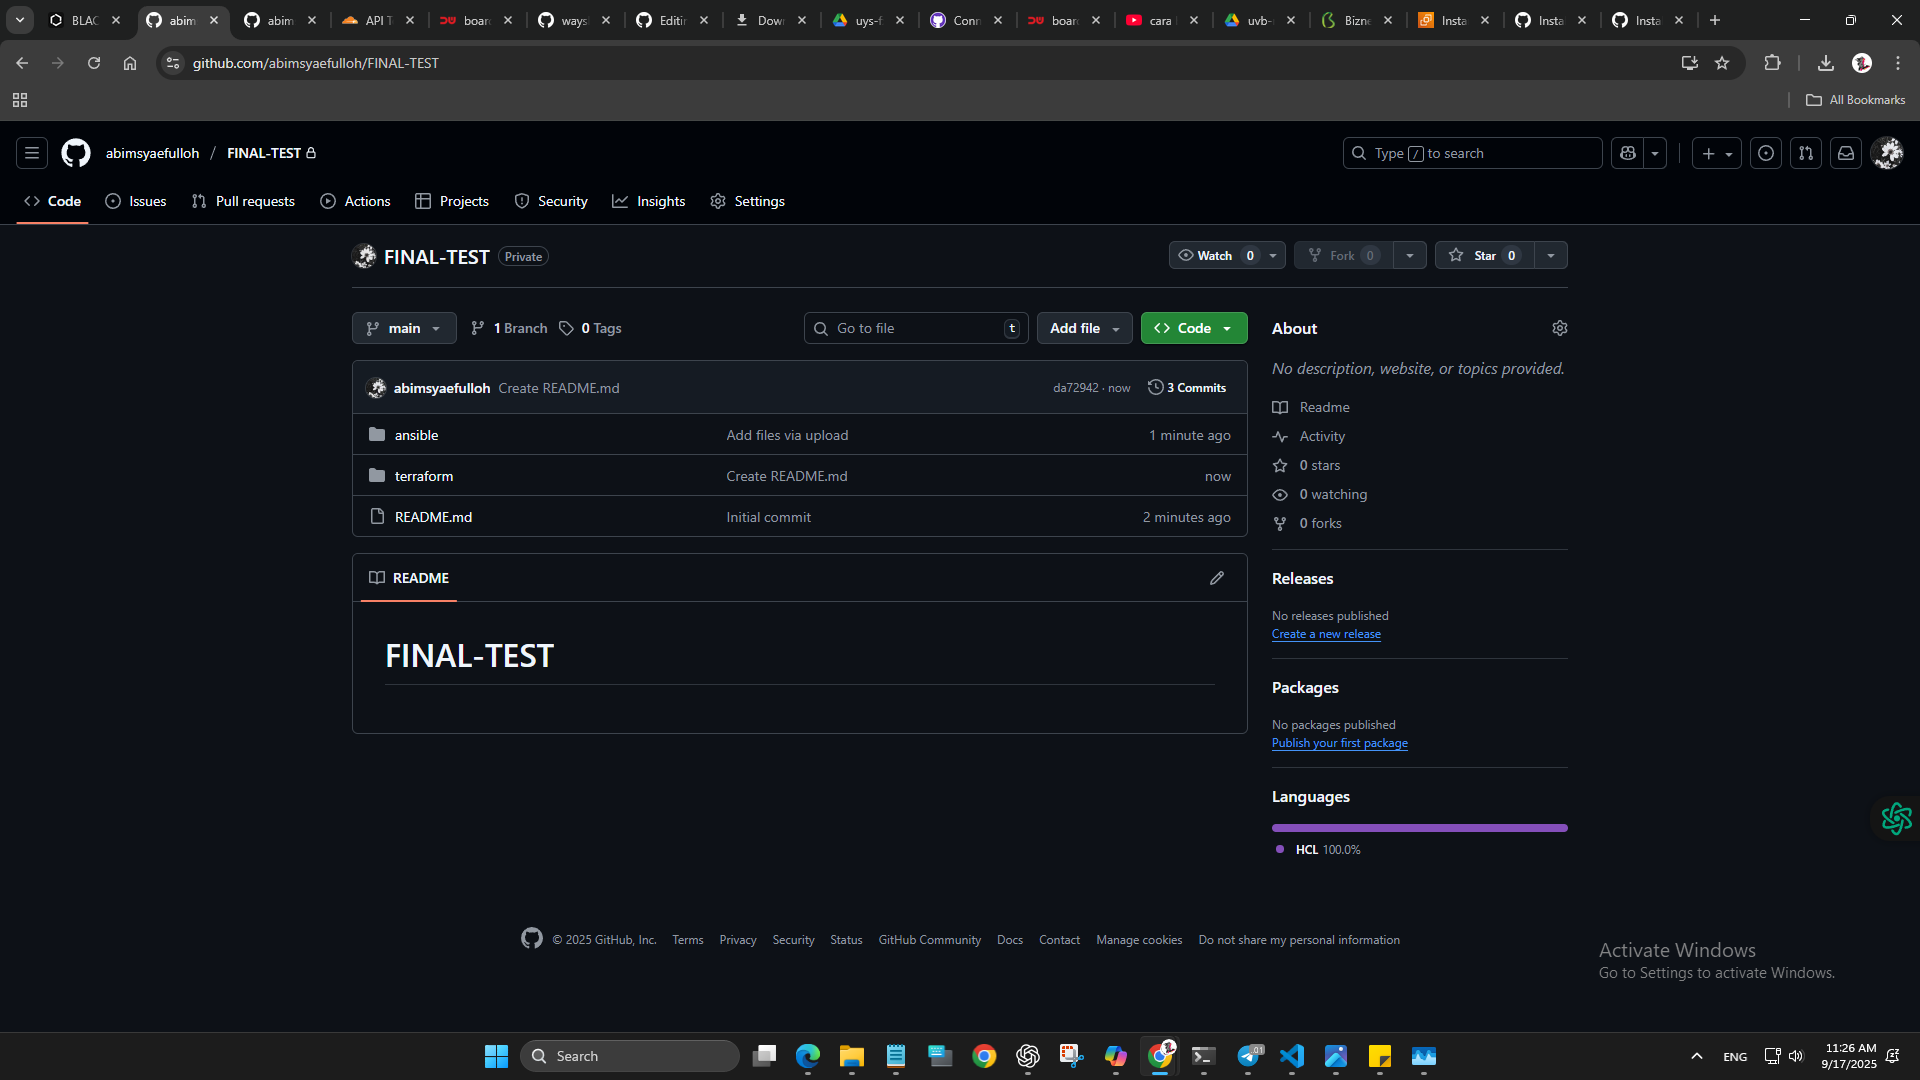 BLAC
abim
abim
API T
board
waysl
Editin
Down
uys-f
Conn
board
cara
uvb-
Bizne
Insta
Insta
Insta
github.com/abimsyaefulloh/FINAL-TEST
All Bookmarks
abimsyaefulloh / FINAL-TEST
Type / to search
Code Issues Pull requests Actions Projects Security Insights Settings
FINAL-TEST Private
Watch 0 Fork 0 Star 0
main 1 Branch 0 Tags
Go to file t Add file Code
abimsyaefulloh Create README.md da72942 · now 3 Commits
ansible Add files via upload 1 minute ago
terraform Create README.md now
README.md Initial commit 2 minutes ago
README
FINAL-TEST
About
No description, website, or topics provided.
Readme
Activity
0 stars
0 watching
0 forks
Releases
No releases published
Create a new release
Packages
No packages published
Publish your first package
Languages
HCL 100.0%
© 2025 GitHub, Inc. Terms Privacy Security Status GitHub Community Docs Contact Manage cookies Do not share my personal information
Activate Windows
Go to Settings to activate Windows.
Search
ENG
11:26 AM
9/17/2025